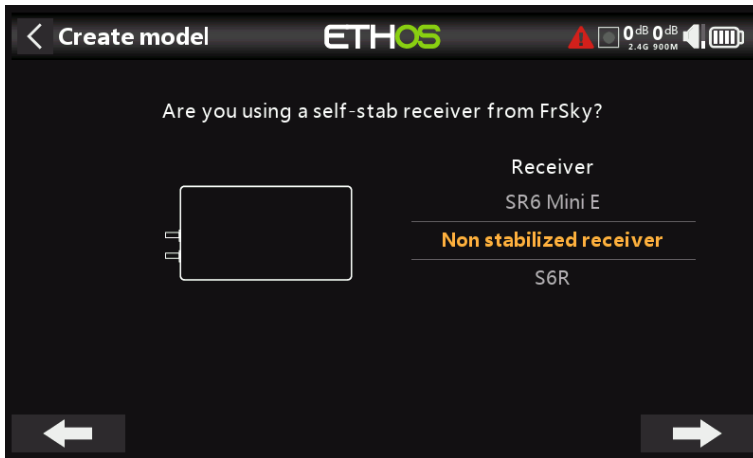 Create model
ETHOS
0dB 0dB
2.4G 900M
Are you using a self-stab receiver from FrSky?
Receiver
SR6 Mini E
Non stabilized receiver
S6R